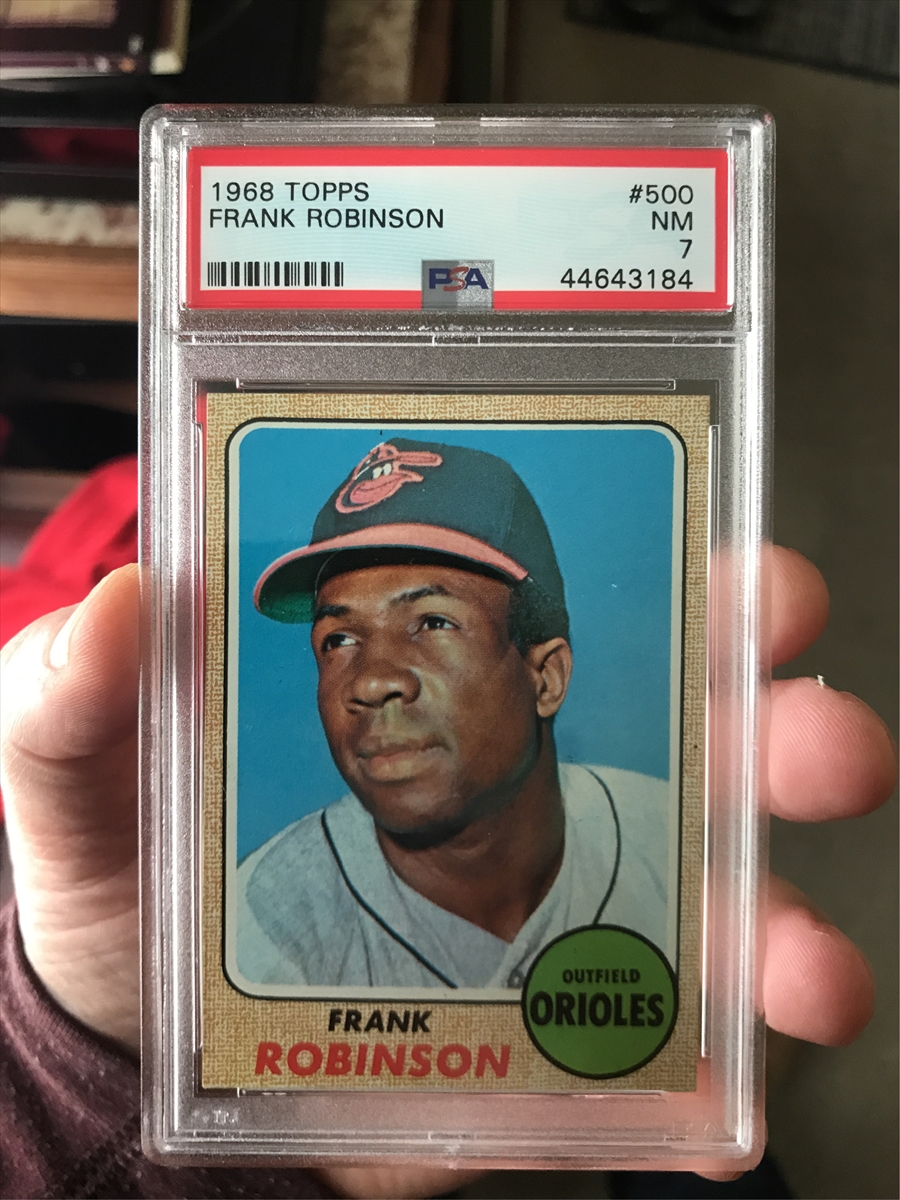 1968 TOPPS #500
FRANK ROBINSON NM
7
PSA 44643184
OUTFIELD
ORIOLES
FRANK
ROBINSON